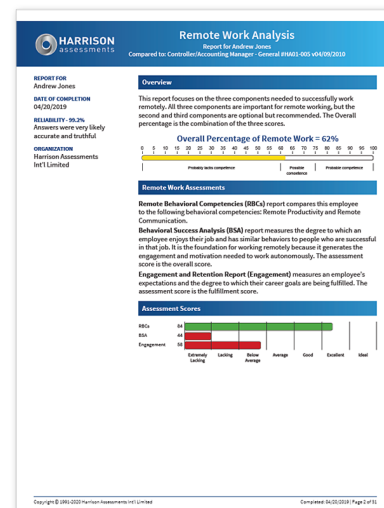 HARRISON
assessments
Remote Work Analysis
Report for Andrew Jones
Compared to: Controller/Accounting Manager - General #HA01-005 v04/09/2010
REPORT FOR
Andrew Jones
DATE OF COMPLETION
04/20/2019
RELIABILITY - 99.2%
Answers were very likely
accurate and truthful
ORGANIZATION
Harrison Assessments
Int'l Limited
Overview
This report focuses on the three components needed to successfully work
remotely. All three components are important for remote working, but the
second and third components are optional but recommended. The Overall
percentage is the combination of the three scores.
Overall Percentage of Remote Work = 62%
0 5 10 15 20 25 30 35 40 45 50 55 60 65 70 75 80 85 90 95 100
Probably lacks competence
Possible
competence
Probable competence
Remote Work Assessments
Remote Behavioral Competencies (RBCs) report compares this employee
to the following behavioral competencies: Remote Productivity and Remote
Communication.
Behavioral Success Analysis (BSA) report measures the degree to which an
employee enjoys their job and has similar behaviors to people who are successful
in that job. It is the foundation for working remotely because it generates the
engagement and motivation needed to work autonomously. The assessment
score is the overall score.
Engagement and Retention Report (Engagement) measures an employee's
expectations and the degree to which their career goals are being fulfilled. The
assessment score is the fulfillment score.
Assessment Scores
RBCs 84
BSA 44
Engagement 58
Extremely
Lacking
Lacking
Below
Average
Average
Good
Excellent
Ideal
Copyright © 1991-2020 Harrison Assessments Int'l Limited
Completed: 04/20/2019 | Page 2 of 31